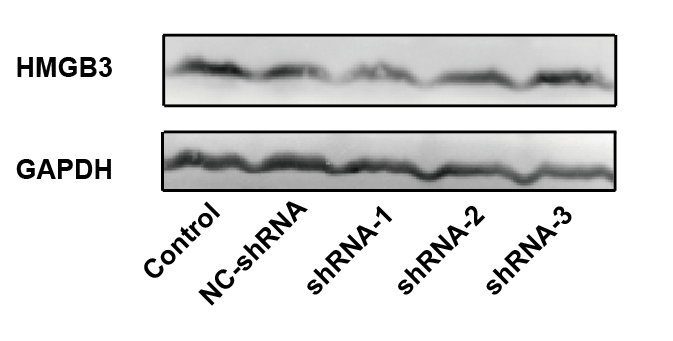 HMGB3
GAPDH
Control
NC-shRNA
shRNA-1
shRNA-2
shRNA-3